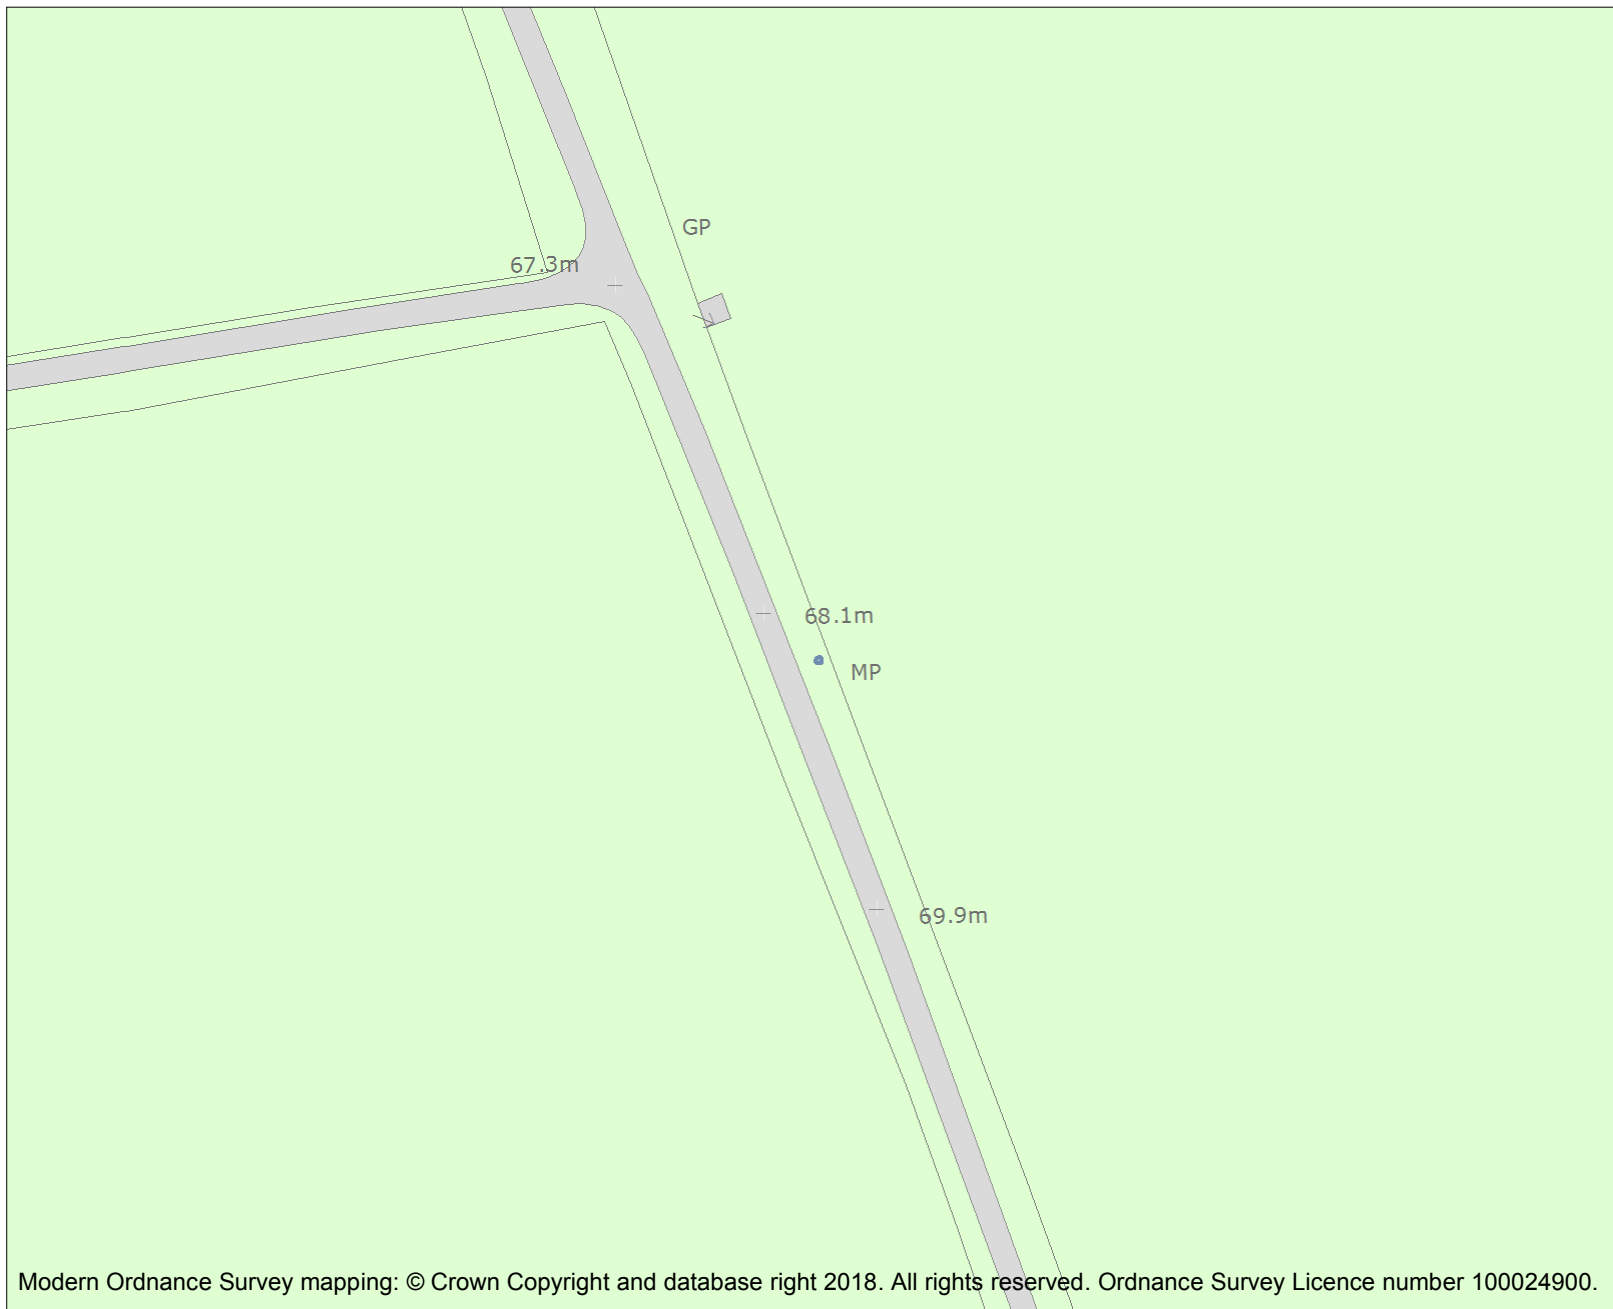 GP
67.3m
68.1m
MP
69.9m
Modern Ordnance Survey mapping: © Crown Copyright and database right 2018. All rights reserved. Ordnance Survey Licence number 100024900.